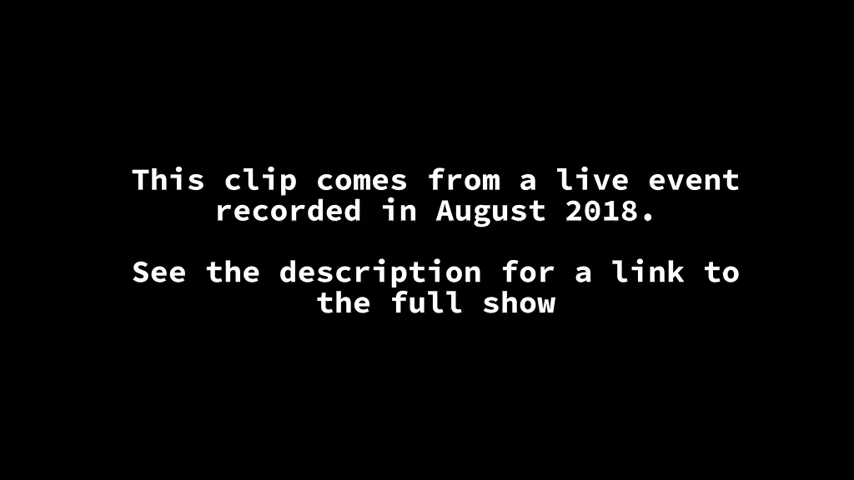 This clip comes from a live event
recorded in August 2018.
See the description for a link to
the full show